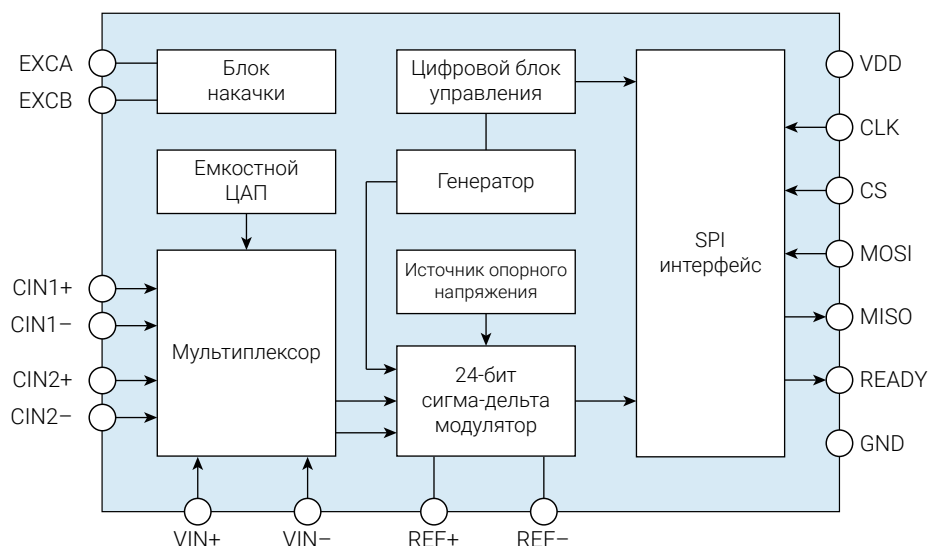 EXCA
EXCB
Блок
накачки
Цифровой блок
управления
VDD
CLK
Емкостной
ЦАП
Генератор
CS
SPI
интерфейс
MOSI
Источник опорного
напряжения
CIN1+
CIN1–
MISO
Мультиплексор
24-бит
сигма-дельта
модулятор
CIN2+
CIN2–
READY
GND
VIN+
VIN–
REF+
REF–